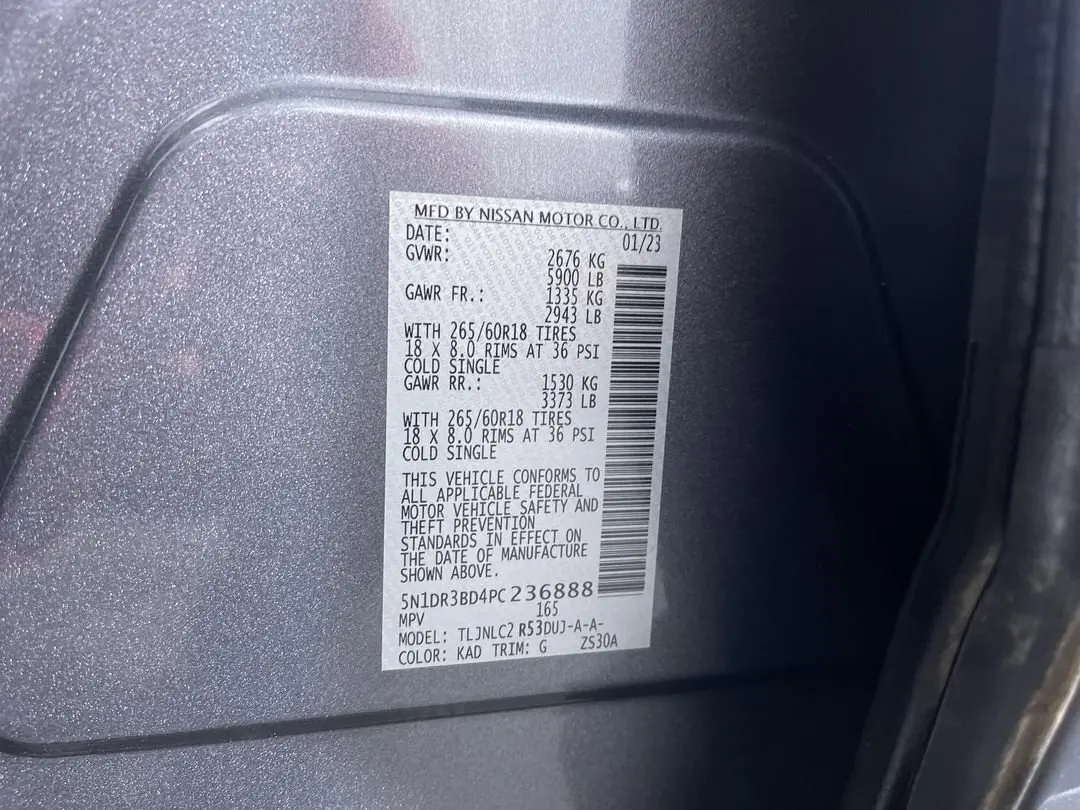 MFD BY NISSAN MOTOR CO., LTD.
DATE: 01/23
GVWR: 2676 KG
5900 LB
GAWR FR.: 1335 KG
2943 LB
WITH 265/60R18 TIRES
18 X 8.0 RIMS AT 36 PSI
COLD SINGLE
GAWR RR.: 1530 KG
3373 LB
WITH 265/60R18 TIRES
18 X 8.0 RIMS AT 36 PSI
COLD SINGLE
THIS VEHICLE CONFORMS TO
ALL APPLICABLE FEDERAL
MOTOR VEHICLE SAFETY AND
THEFT PREVENTION
STANDARDS IN EFFECT ON
THE DATE OF MANUFACTURE
SHOWN ABOVE.
5N1DR3BD4PC236888
MPV 165
MODEL: TLJNLC2 R53DUJ-A-A-
COLOR: KAD TRIM: G ZS30A